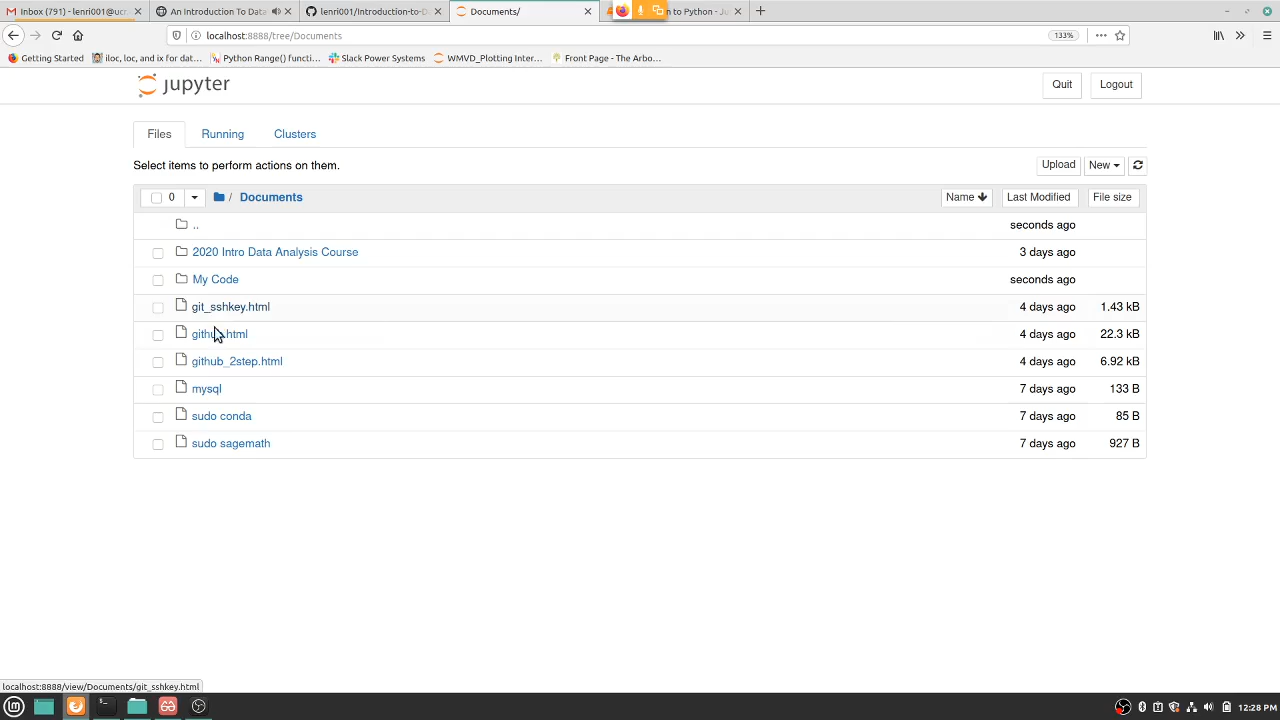 Inbox (791) - lenri001@ucr
An Introduction To Data
lenri001/Introduction-to-D
Documents/
n to Python - Ju
localhost:8888/tree/Documents
133%
Getting Started
iloc, loc, and ix for dat...
Python Range() functi...
Slack Power Systems
WMVD_Plotting Inter...
Front Page - The Arbo...
jupyter
Quit
Logout
Files
Running
Clusters
Select items to perform actions on them.
Upload
New
0
/ Documents
Name
Last Modified
File size
.. seconds ago
2020 Intro Data Analysis Course 3 days ago
My Code seconds ago
git_sshkey.html 4 days ago 1.43 kB
github.html 4 days ago 22.3 kB
github_2step.html 4 days ago 6.92 kB
mysql 7 days ago 133 B
sudo conda 7 days ago 85 B
sudo sagemath 7 days ago 927 B
localhost:8888/view/Documents/git_sshkey.html
12:28 PM